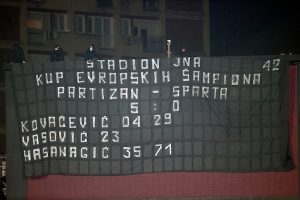 STADION JNA 42
KUP EVROPSKIH ŠAMPIONA
PARTIZAN - SPARTA
5:0
KOVAČEVIĆ 04 29
VASOVIĆ 23
HASANAGIĆ 35 71